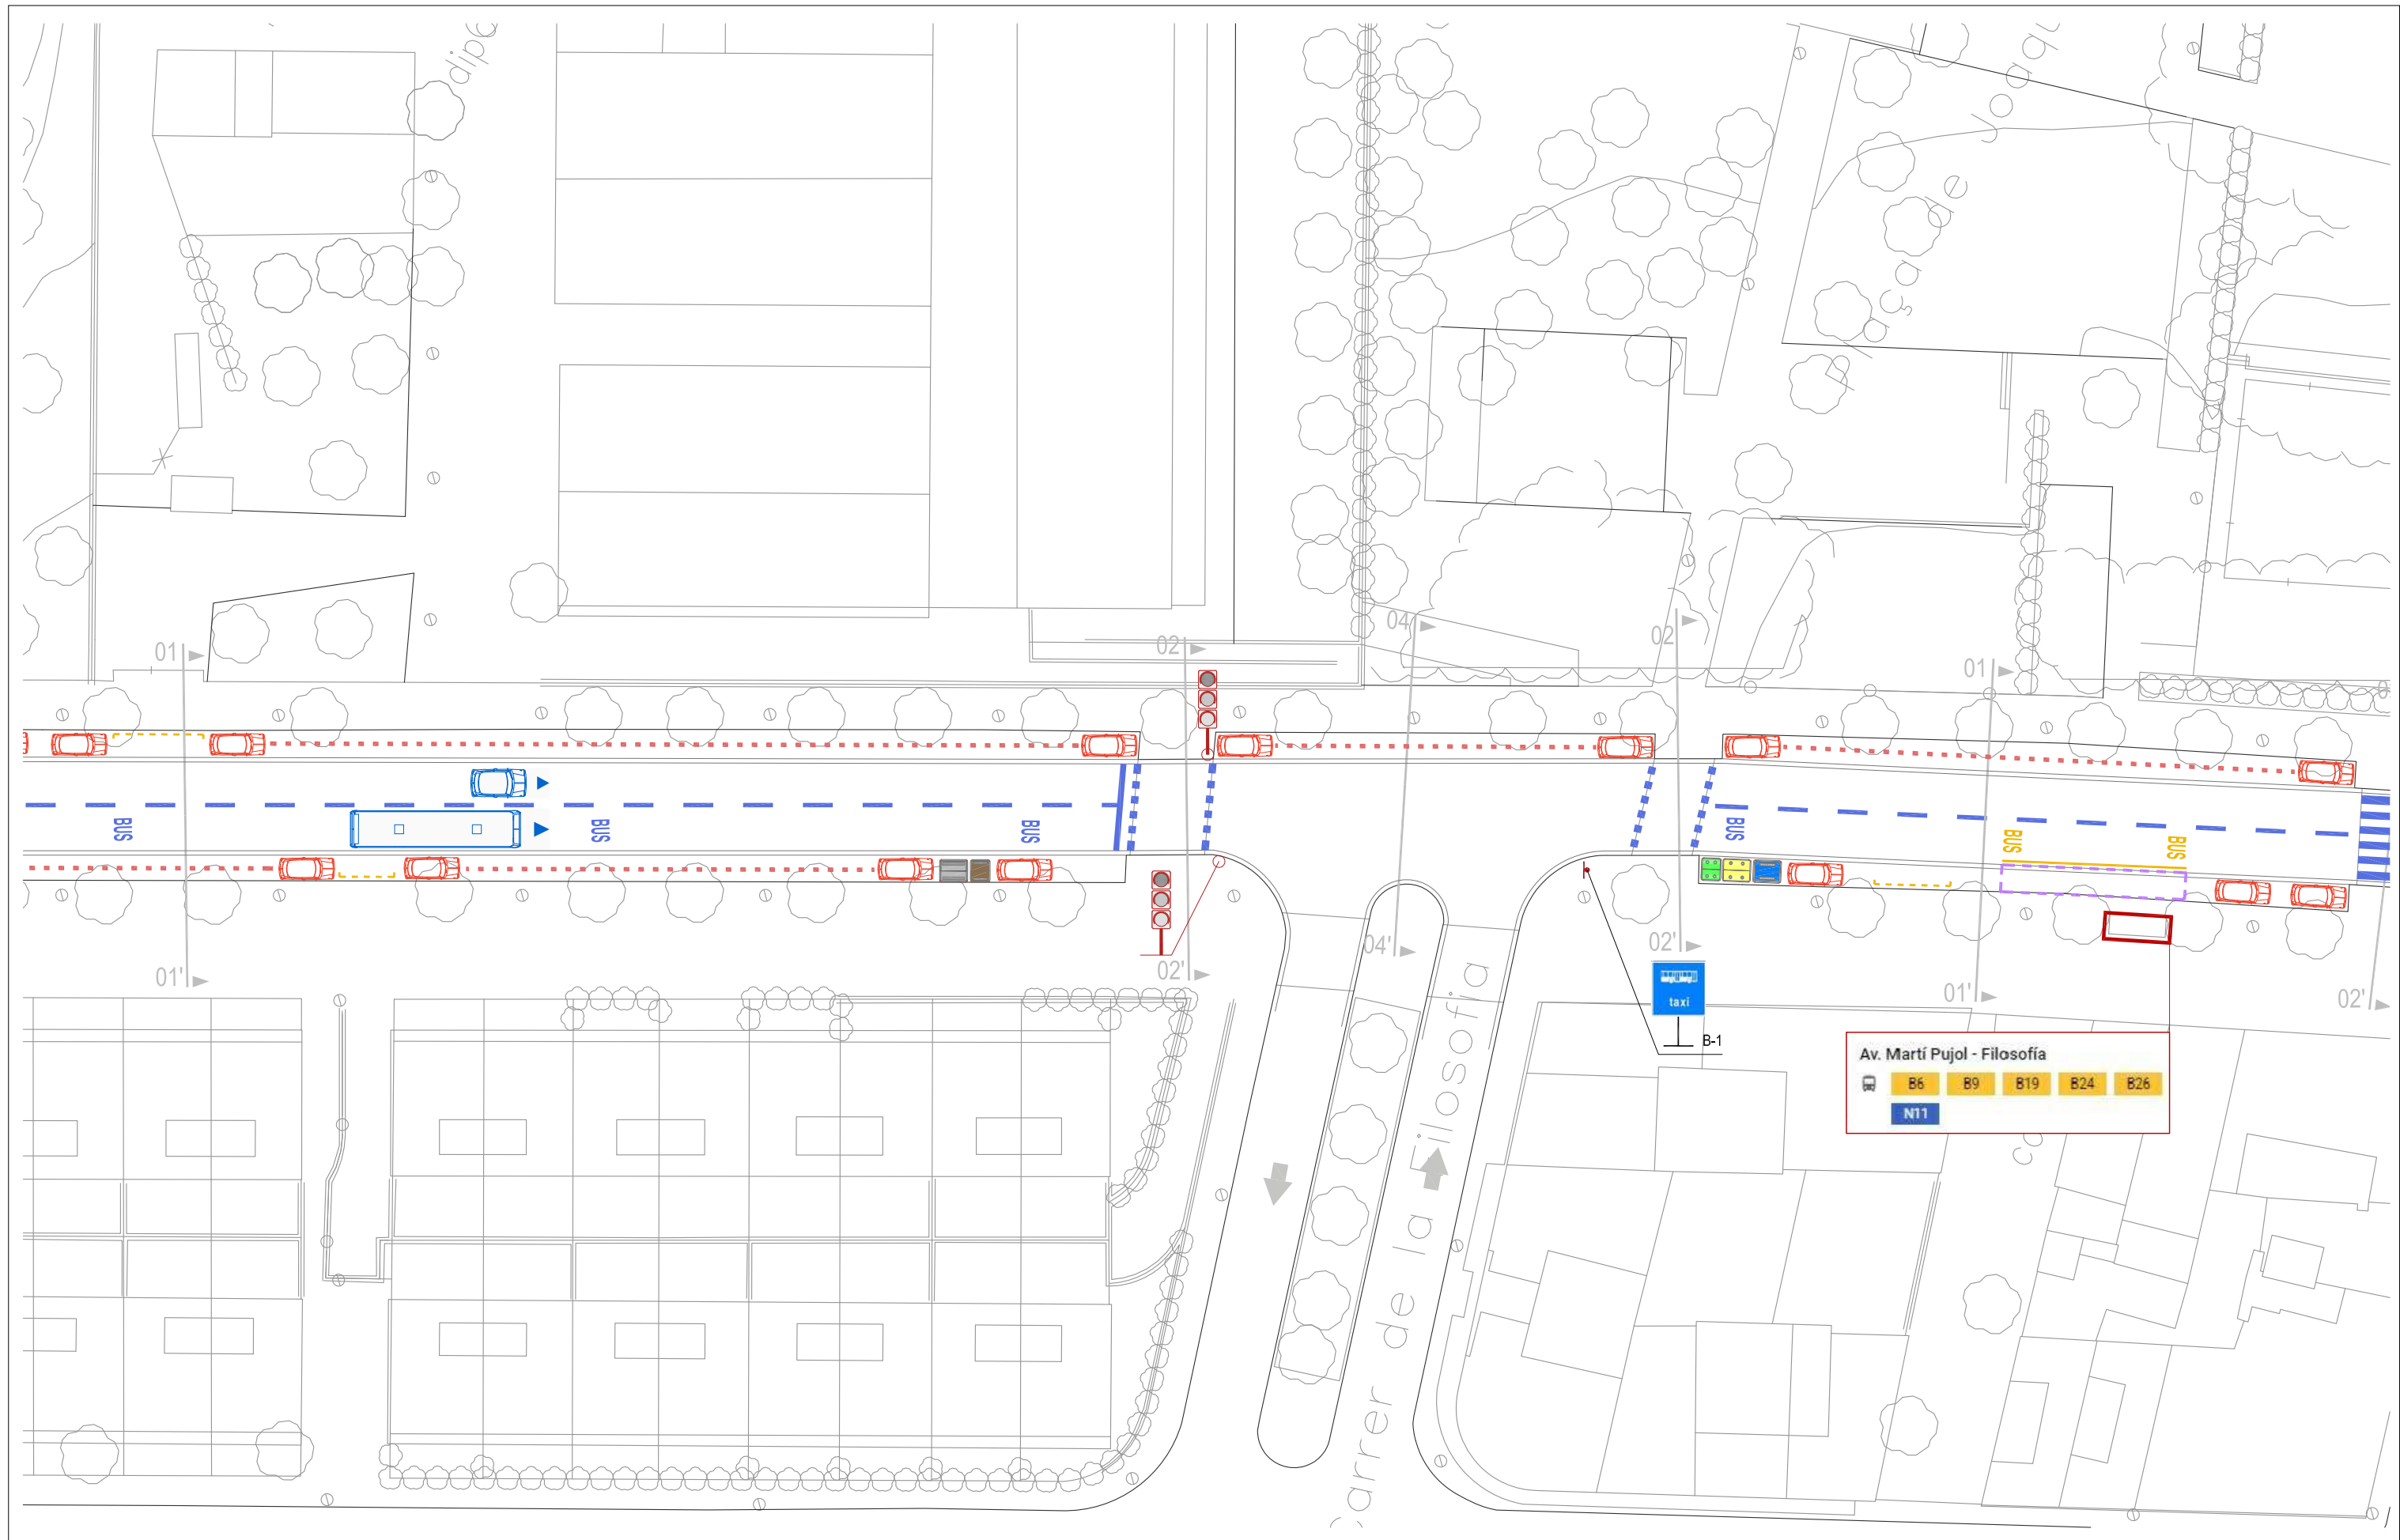 01
02
04
02
01
BUS
BUS
BUS
BUS
BUS
BUS
01'
02'
04'
02'
01'
02'
taxi
B-1
Av. Martí Pujol - Filosofía
B6 B9 B19 B24 B26
N11
carrer de la Filosofia